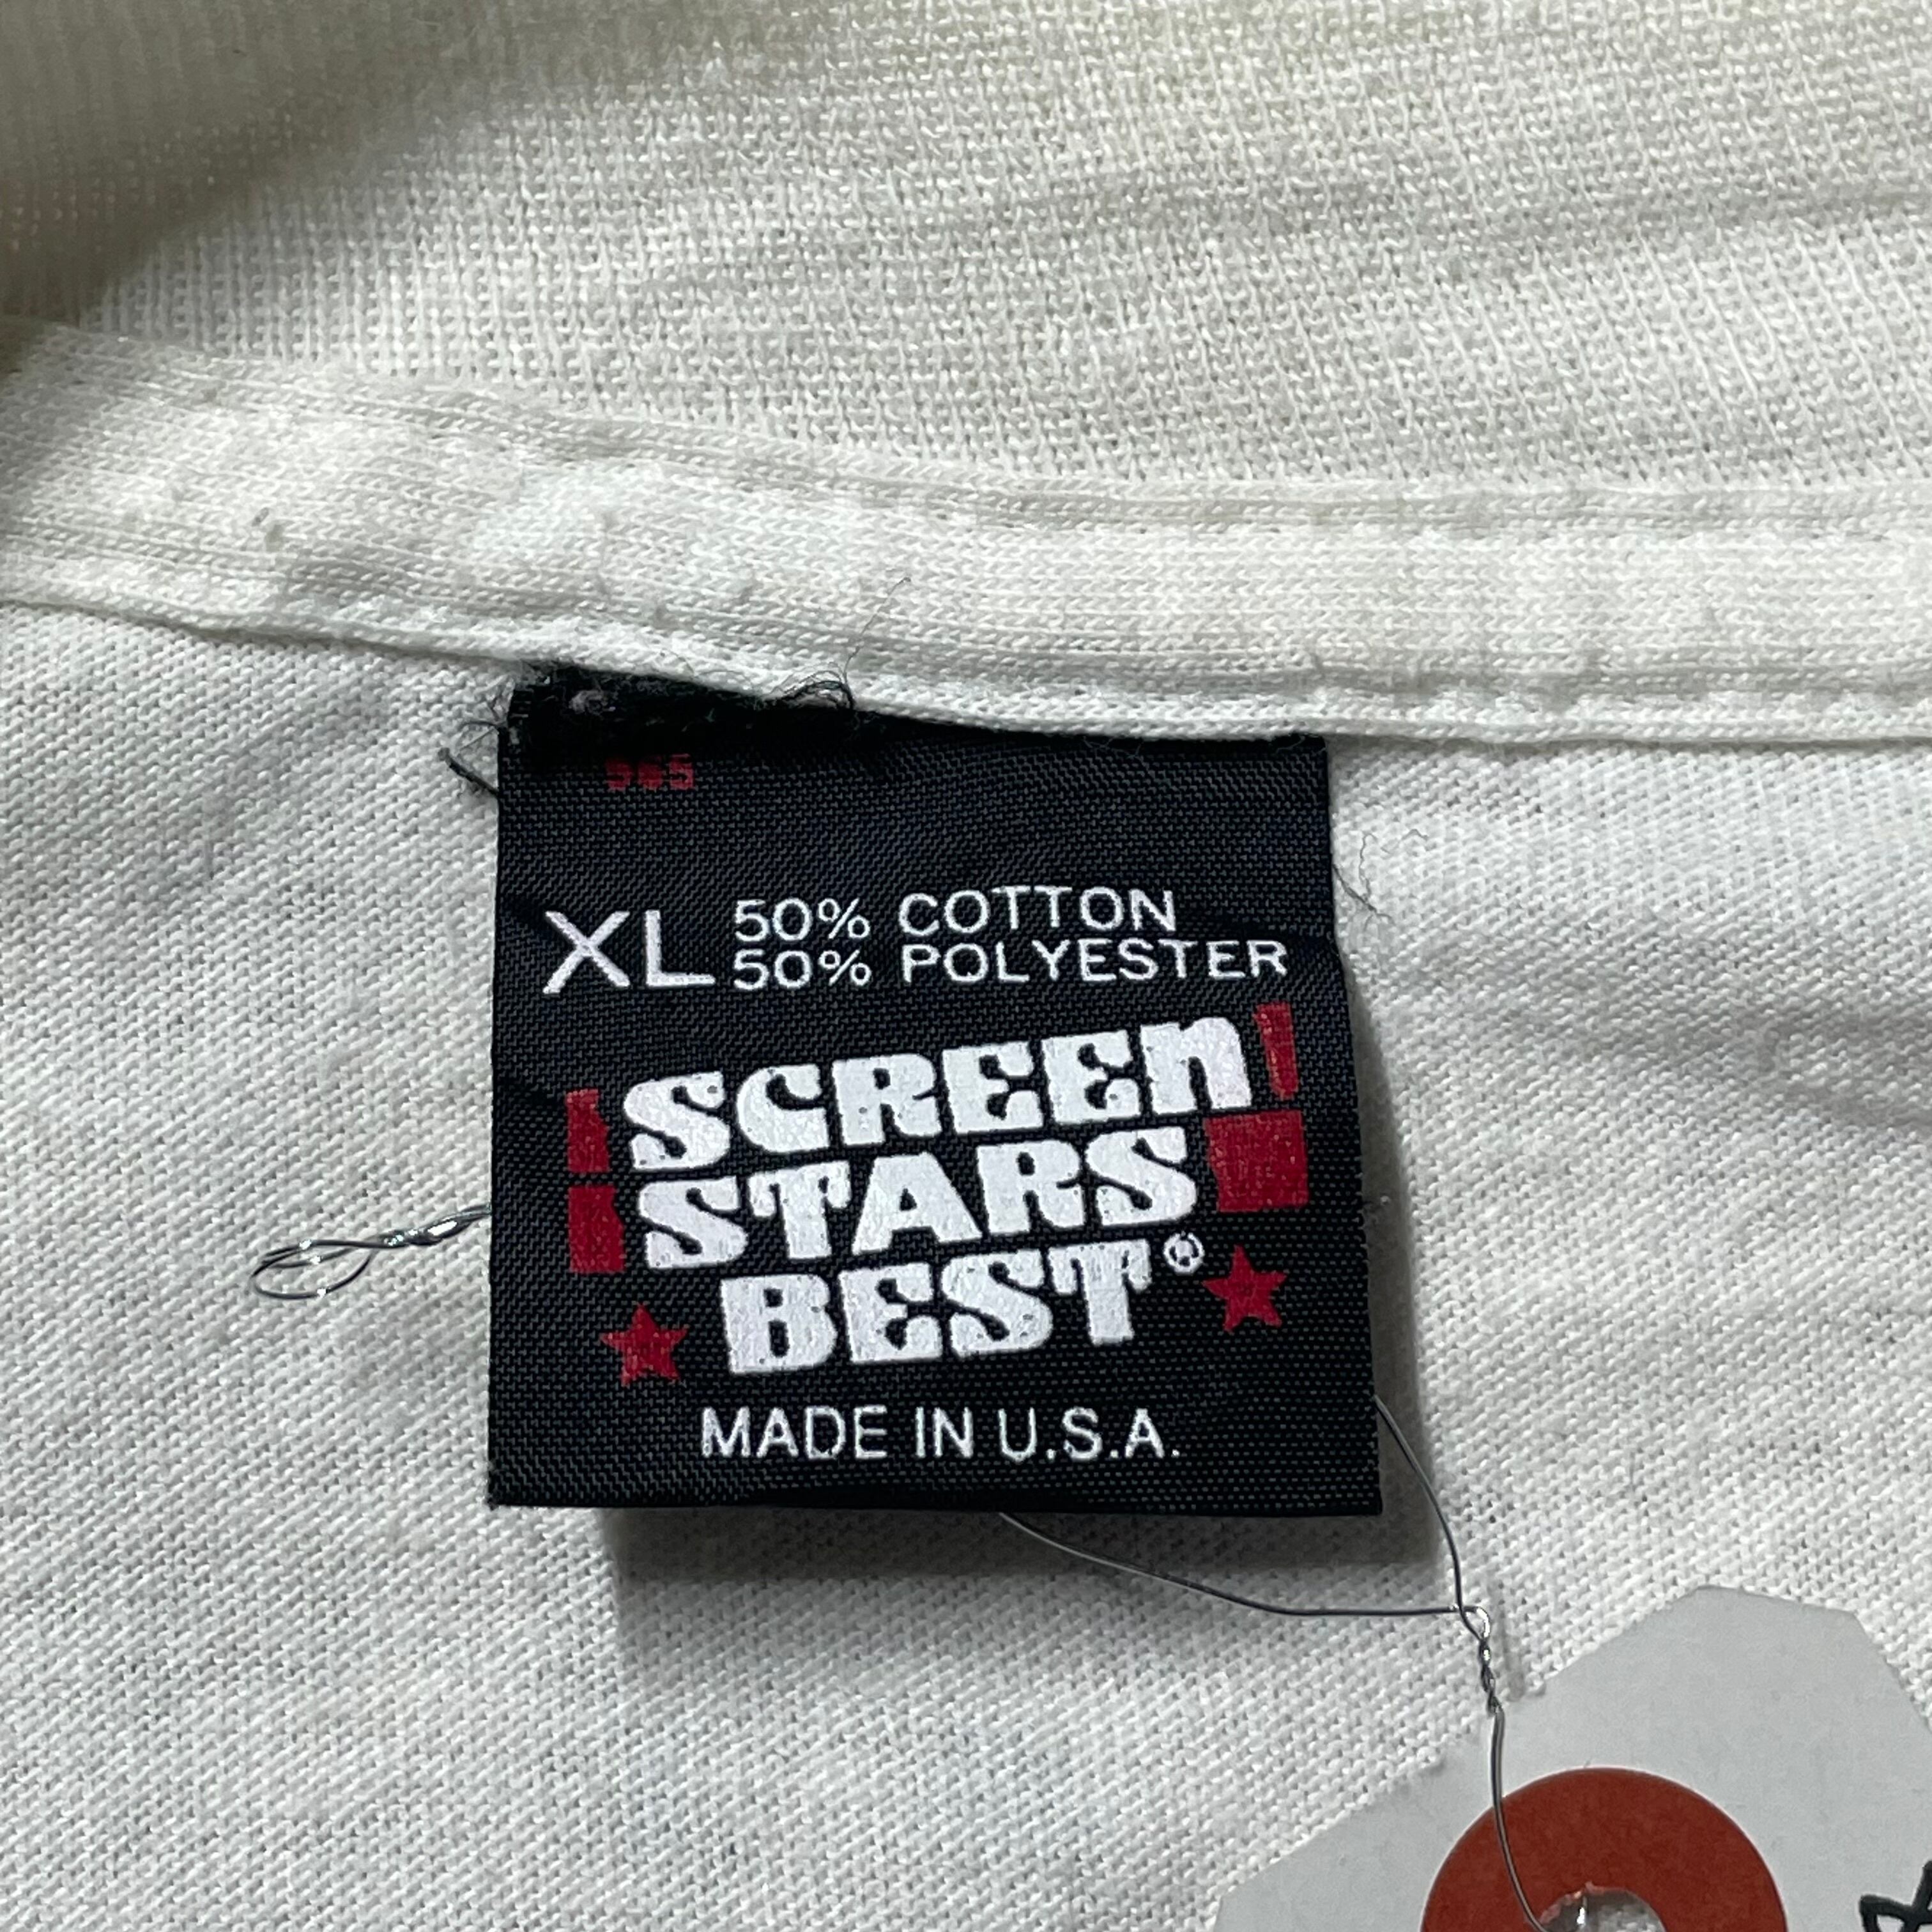 XL 50% COTTON
50% POLYESTER
SCREEN
STARS
BEST®
MADE IN U.S.A.